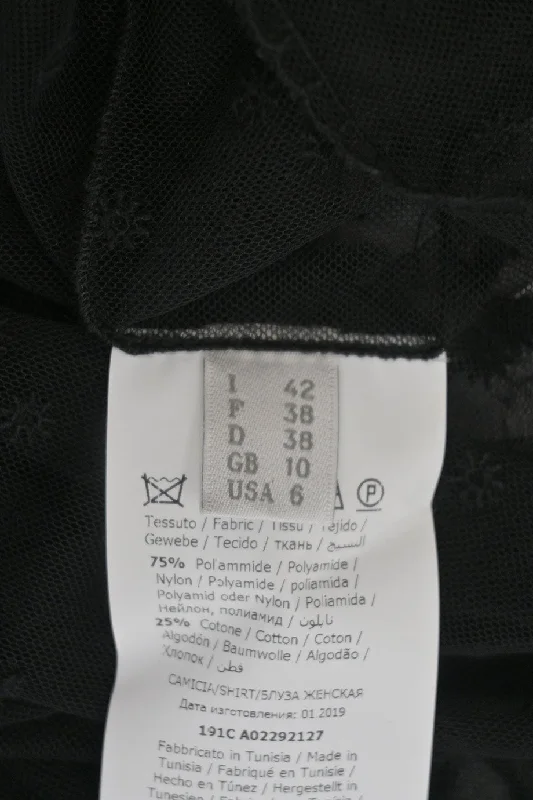 I 42
F 38
D 38
GB 10
USA 6
P
Tessuto / Fabric / Tissu / Tejido /
Gewebe / Tecido / ткань / النسيج
75% Poliammide / Polyamide /
Nylon / Polyamide / poliamida /
Polyamid oder Nylon / Poliamida /
Нейлон, полиамид / نايلون
25% Cotone / Cotton / Coton /
Algodón / Baumwolle / Algodão /
Хлопок / قطن
CAMICIA/SHIRT/БЛУЗА ЖЕНСКАЯ
Дата изготовления: 01.2019
191C A02292127
Fabbricato in Tunisia / Made in
Tunisia / Fabriqué en Tunisie /
Hecho en Túnez / Hergestellt in
Tunesien / Fabricado